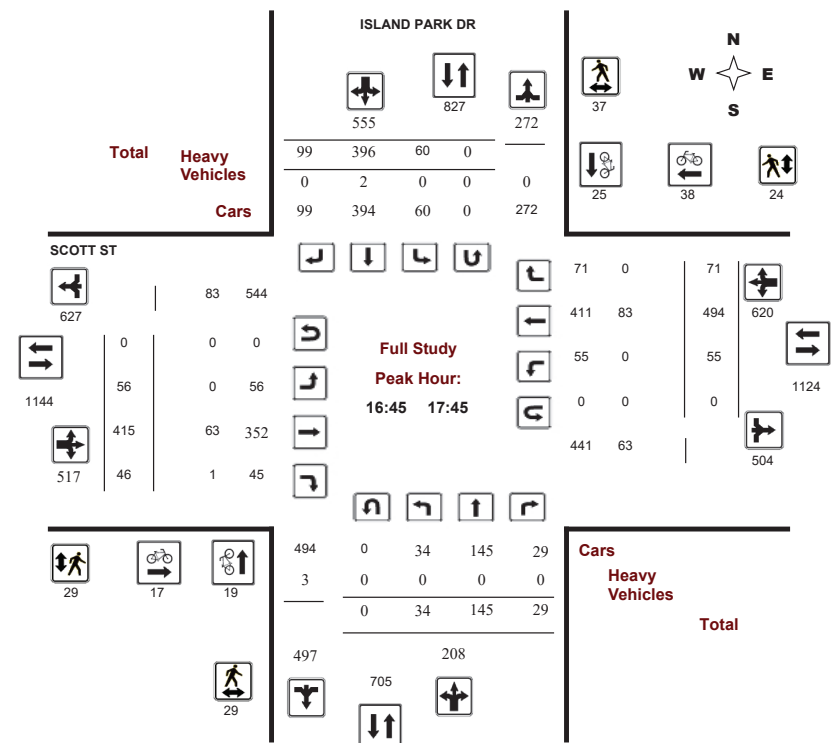 ISLAND PARK DR
N
W E
S
827
37
555 272
Total Heavy
Vehicles
99 396 60 0
0 2 0 0 0
25 38 24
Cars 99 394 60 0 272
SCOTT ST
71 0 71
83 544
627 411 83 494 620
0 0 0
Full Study
55 0 55
Peak Hour:
1144 56 0 56 1124
16:45 17:45
0 0 0
415 63 352
441 63
504
517 46 1 45
494 0 34 145 29 Cars
3 0 0 0 0 Heavy
Vehicles
29 17 19
0 34 145 29
Total
497 208
705
29